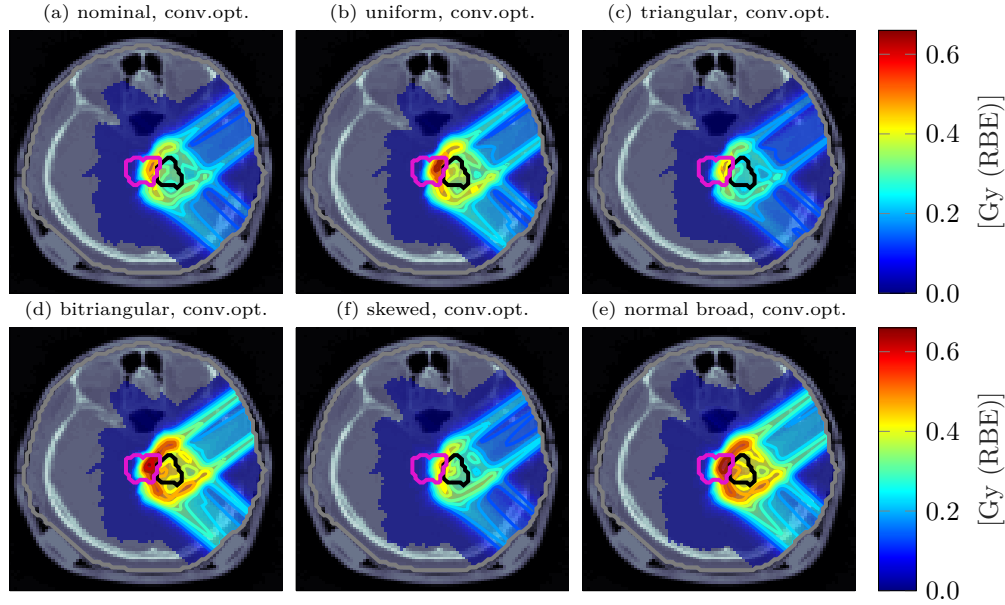 (a) nominal, conv.opt.
(b) uniform, conv.opt.
(c) triangular, conv.opt.
0.6
0.4
0.2
0.0
[Gy (RBE)]
(d) bitriangular, conv.opt.
(f) skewed, conv.opt.
(e) normal broad, conv.opt.
0.6
0.4
0.2
0.0
[Gy (RBE)]